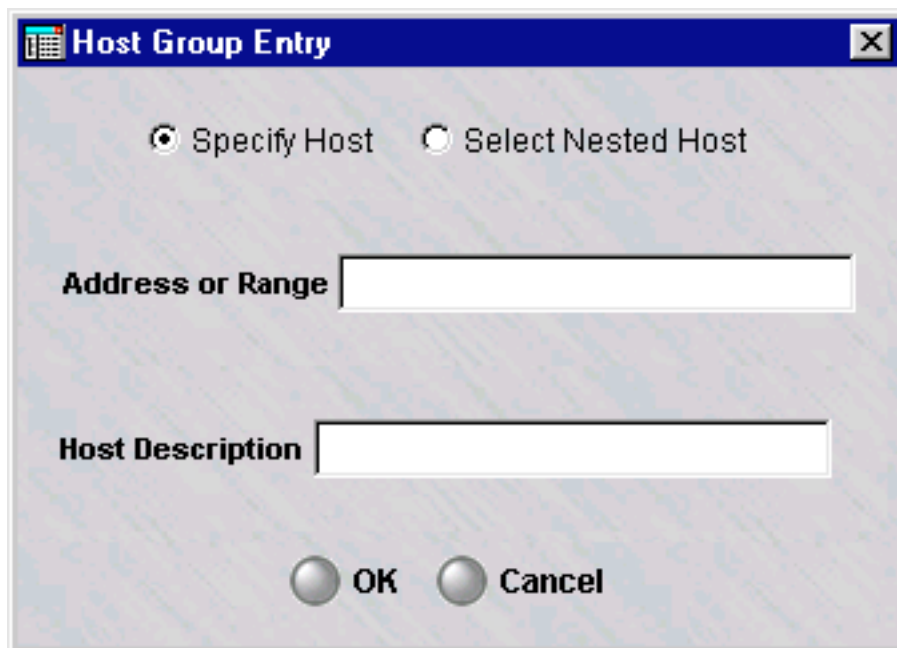 Host Group Entry
Specify Host Select Nested Host
Address or Range
Host Description
OK Cancel